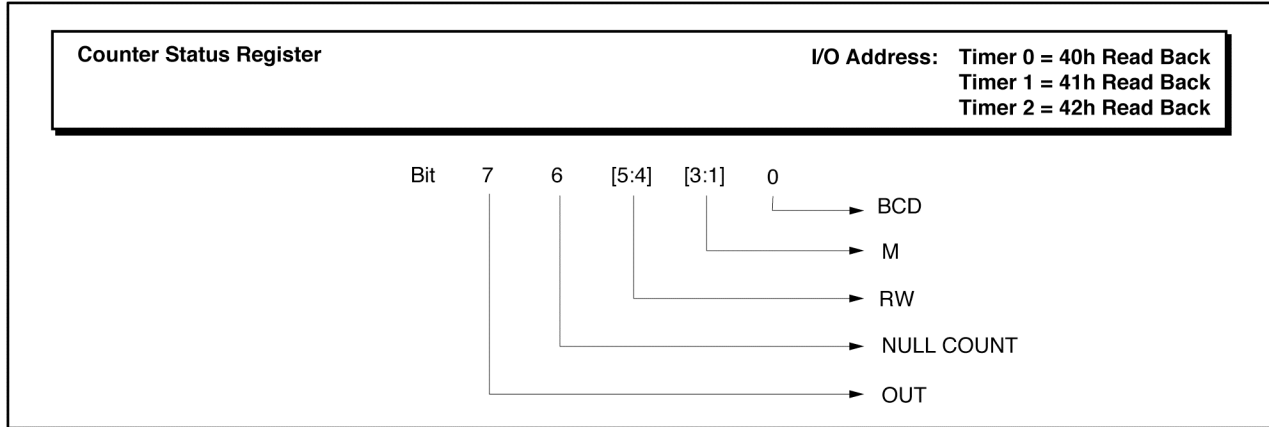 Counter Status Register
I/O Address: Timer 0 = 40h Read Back
Timer 1 = 41h Read Back
Timer 2 = 42h Read Back
Bit 7 6 [5:4] [3:1] 0
BCD
M
RW
NULL COUNT
OUT